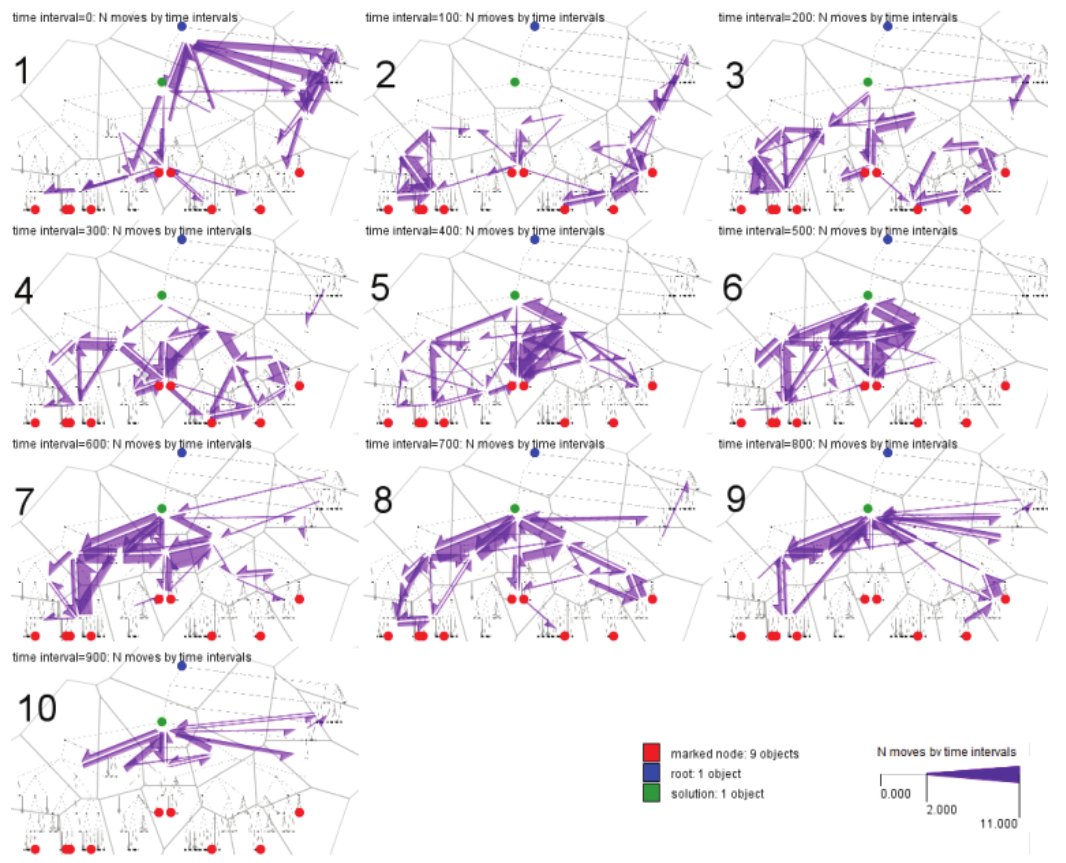 time interval=0: N moves by time intervals
1
time interval=100: N moves by time intervals
2
time interval=200: N moves by time intervals
3
time interval=300: N moves by time intervals
4
time interval=400: N moves by time intervals
5
time interval=500: N moves by time intervals
6
time interval=600: N moves by time intervals
7
time interval=700: N moves by time intervals
8
time interval=800: N moves by time intervals
9
time interval=900: N moves by time intervals
10
marked node: 9 objects
root: 1 object
solution: 1 object
N moves by time intervals
0.000
2.000
11.000